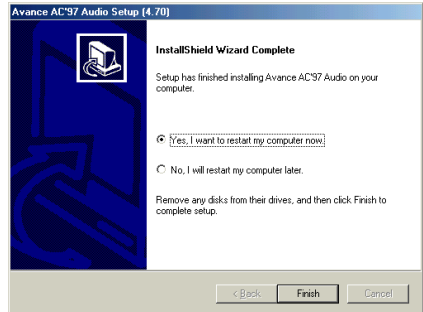 Avance AC'97 Audio Setup (4.70)
InstallShield Wizard Complete
Setup has finished installing Avance AC'97 Audio on your
computer.
Yes, I want to restart my computer now.
No, I will restart my computer later.
Remove any disks from their drives, and then click Finish to
complete setup.
< Back
Finish
Cancel